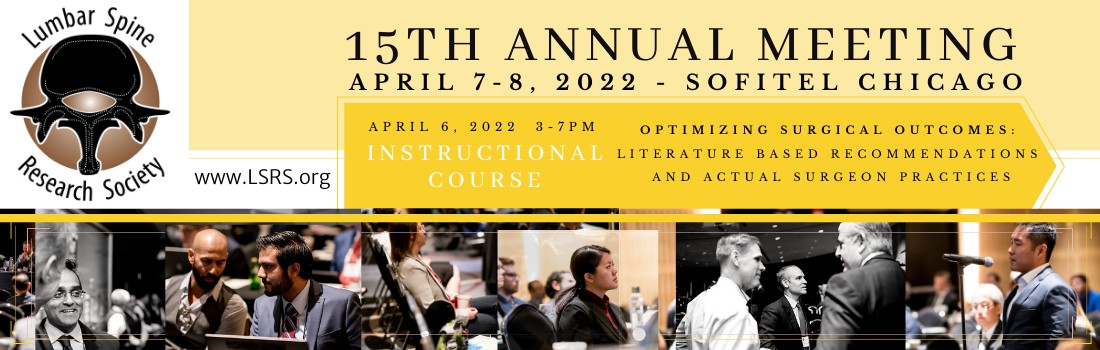 Lumbar Spine
Research Society
www.LSRS.org
15TH ANNUAL MEETING
APRIL 7-8, 2022 - SOFITEL CHICAGO
APRIL 6, 2022 3-7PM
INSTRUCTIONAL
COURSE
OPTIMIZING SURGICAL OUTCOMES:
LITERATURE BASED RECOMMENDATIONS
AND ACTUAL SURGEON PRACTICES